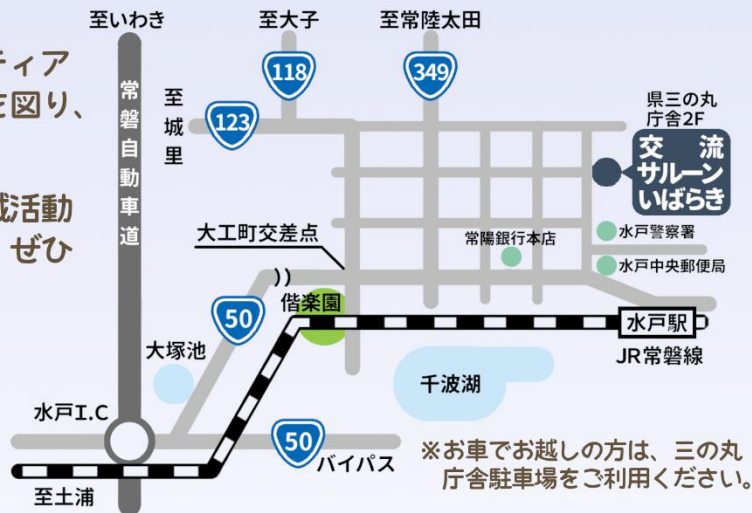 至いわき
至大子
至常陸太田
ティア
を図り、
域活動
ぜひ
118
349
123
至城里
常磐自動車道
県三の丸
庁舎2F
交流
サルーン
いばらき
大工町交差点
常陽銀行本店
水戸警察署
水戸中央郵便局
50
偕楽園
水戸駅
JR常磐線
大塚池
千波湖
水戸I.C
50
バイパス
至土浦
※お車でお越しの方は、三の丸
庁舎駐車場をご利用ください。